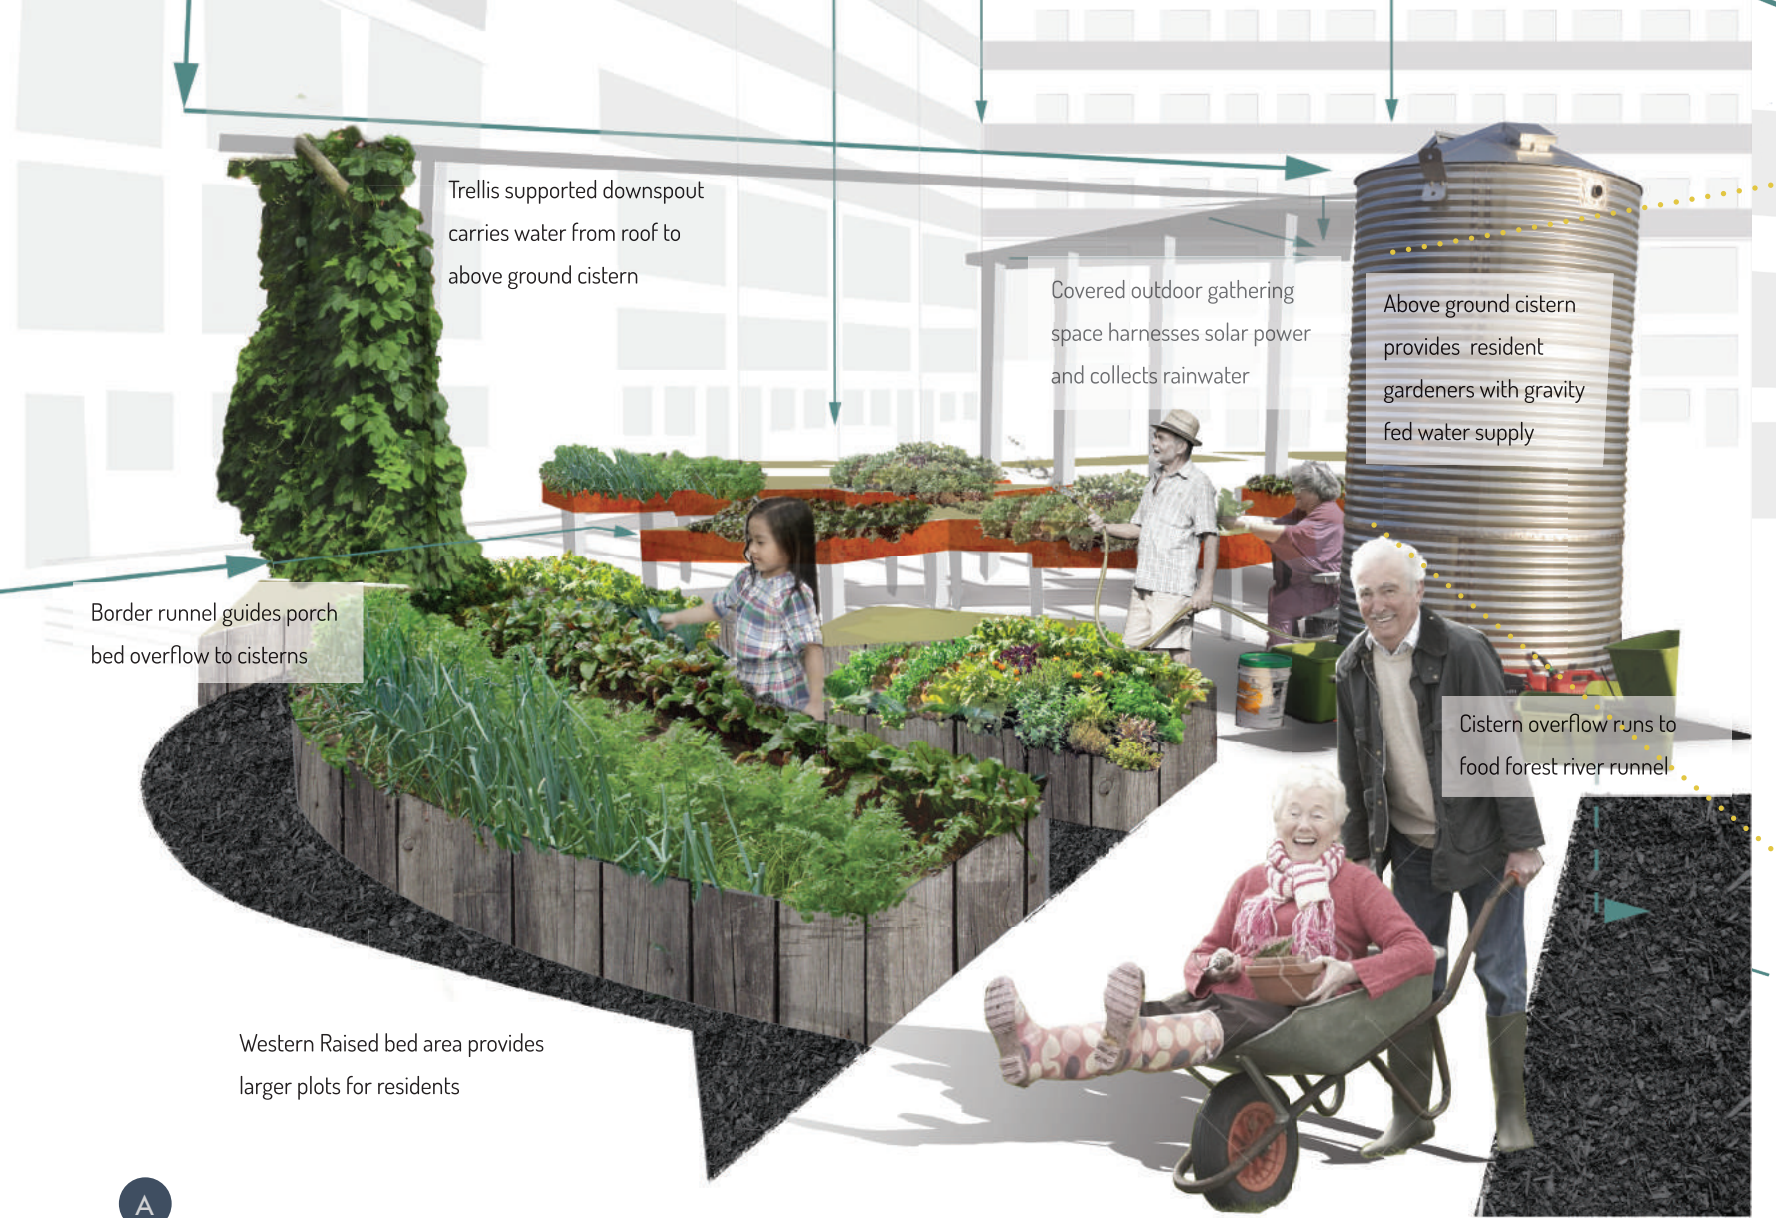 Trellis supported downspout
carries water from roof to
above ground cistern
Covered outdoor gathering
space harnesses solar power
and collects rainwater
Above ground cistern
provides resident
gardeners with gravity
fed water supply
Border runnel guides porch
bed overflow to cisterns
Cistern overflow runs to
food forest river runnel
Western Raised bed area provides
larger plots for residents
A